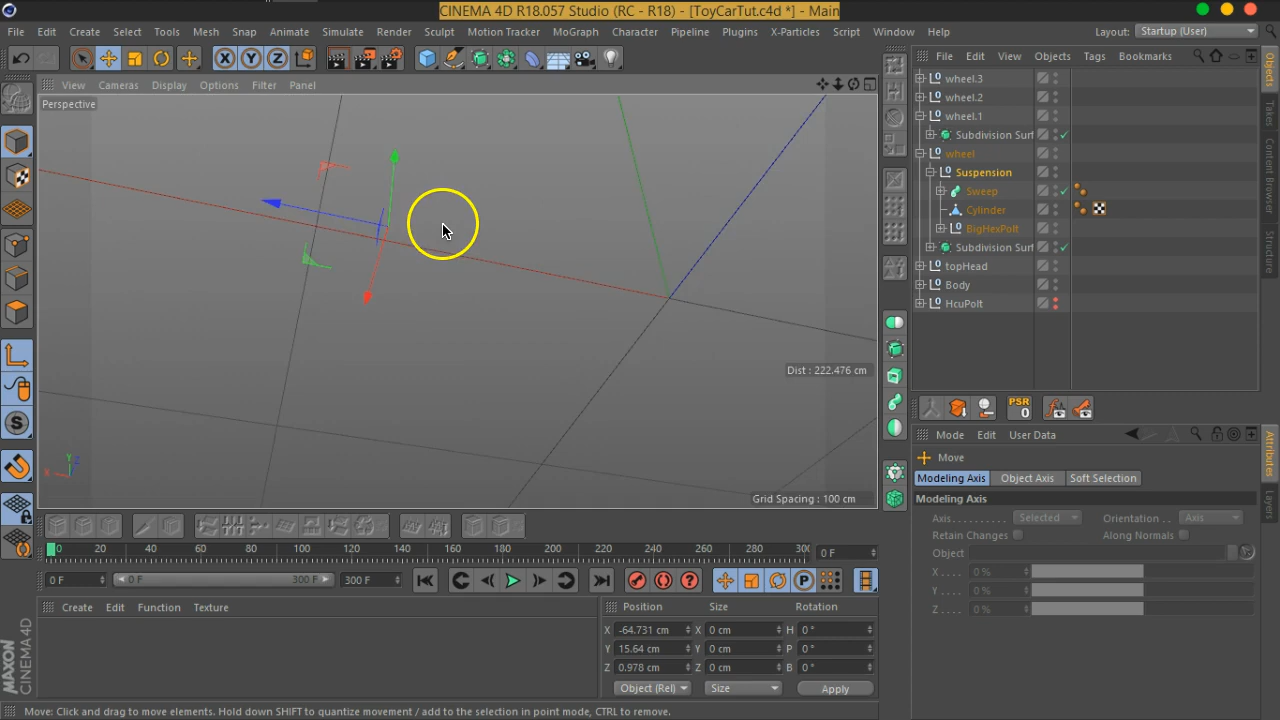 CINEMA 4D R18.057 Studio (RC - R18) - [ToyCarTut.c4d *] - Main
File Edit Create Select Tools Mesh Snap Animate Simulate Render Sculpt Motion Tracker MoGraph Character Pipeline Plugins X-Particles Script Window Help Layout: Startup (User)
X Y Z
File Edit View Objects Tags Bookmarks
View Cameras Display Options Filter Panel
Perspective
wheel.3
wheel.2
wheel.1
Subdivision Surf
wheel
Suspension
Sweep
Cylinder
BigHexPolt
Subdivision Surf
topHead
Body
HcuPolt
Objects
Takes
Content Browser
Structure
Dist : 222.476 cm
Grid Spacing : 100 cm
PSR
0
Mode Edit User Data
Move
Modeling Axis Object Axis Soft Selection
Modeling Axis
Axis . . . . . . . . . . Selected Orientation . . Axis
Retain Changes Along Normals
Object
X . . . . 0 %
Y . . . . 0 %
Z . . . . 0 %
Attributes
Layers
0 20 40 60 80 100 120 140 160 180 200 220 240 260 280 30( 0 F
0 F 0 F 300 F 300 F
Create Edit Function Texture
Position Size Rotation
X -64.731 cm X 0 cm H 0 °
Y 15.64 cm Y 0 cm P 0 °
Z 0.978 cm Z 0 cm B 0 °
Object (Rel) Size Apply
MAXON
CINEMA 4D
Move: Click and drag to move elements. Hold down SHIFT to quantize movement / add to the selection in point mode, CTRL to remove.